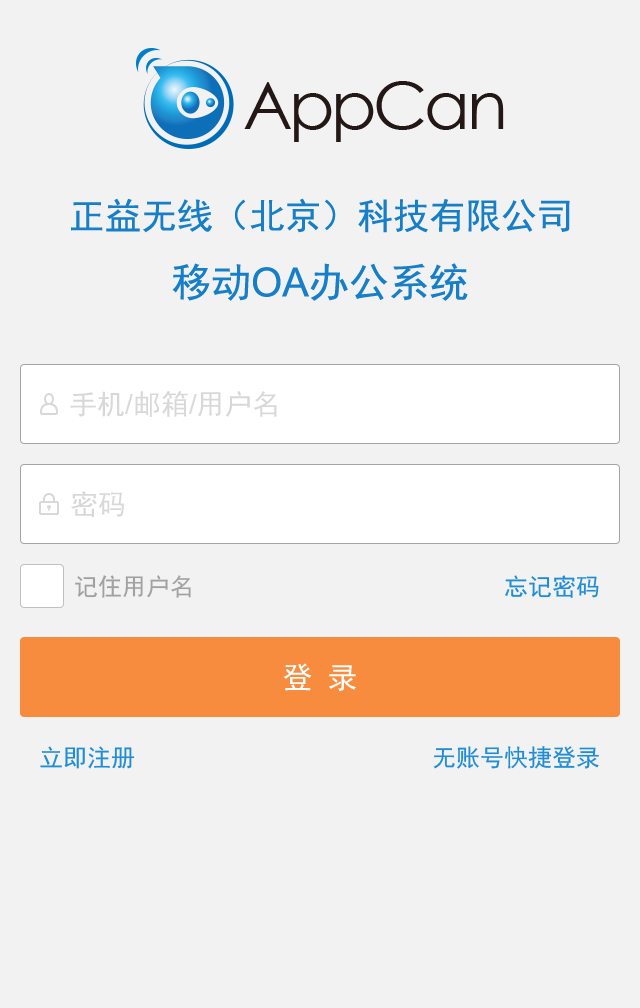 AppCan
正益无线（北京）科技有限公司
移动OA办公系统
手机/邮箱/用户名
密码
记住用户名 忘记密码
登 录
立即注册 无账号快捷登录